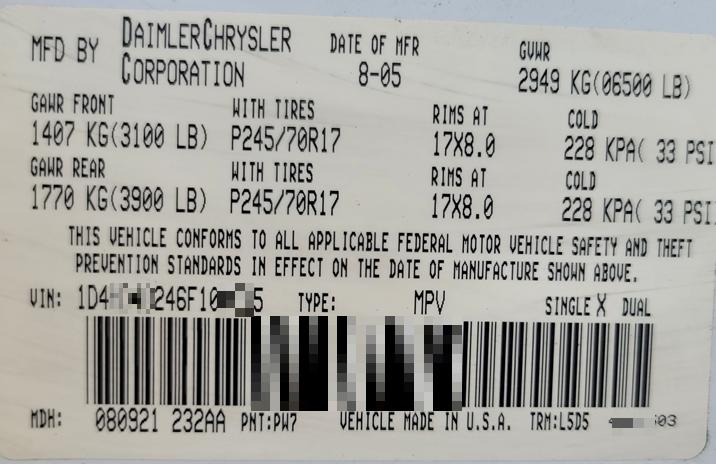 MFD BY DAIMLERCHRYSLER CORPORATION DATE OF MFR 8-05 GVWR 2949 KG(06500 LB)
GAWR FRONT WITH TIRES RIMS AT COLD
1407 KG(3100 LB) P245/70R17 17X8.0 228 KPA( 33 PSI
GAWR REAR WITH TIRES RIMS AT COLD
1770 KG(3900 LB) P245/70R17 17X8.0 228 KPA( 33 PSI
THIS VEHICLE CONFORMS TO ALL APPLICABLE FEDERAL MOTOR VEHICLE SAFETY AND THEFT
PREVENTION STANDARDS IN EFFECT ON THE DATE OF MANUFACTURE SHOWN ABOVE.
VIN: TYPE: MPV SINGLE X DUAL
MDH: 080921 232AA PNT:PW7 VEHICLE MADE IN U.S.A. TRM:L5D5